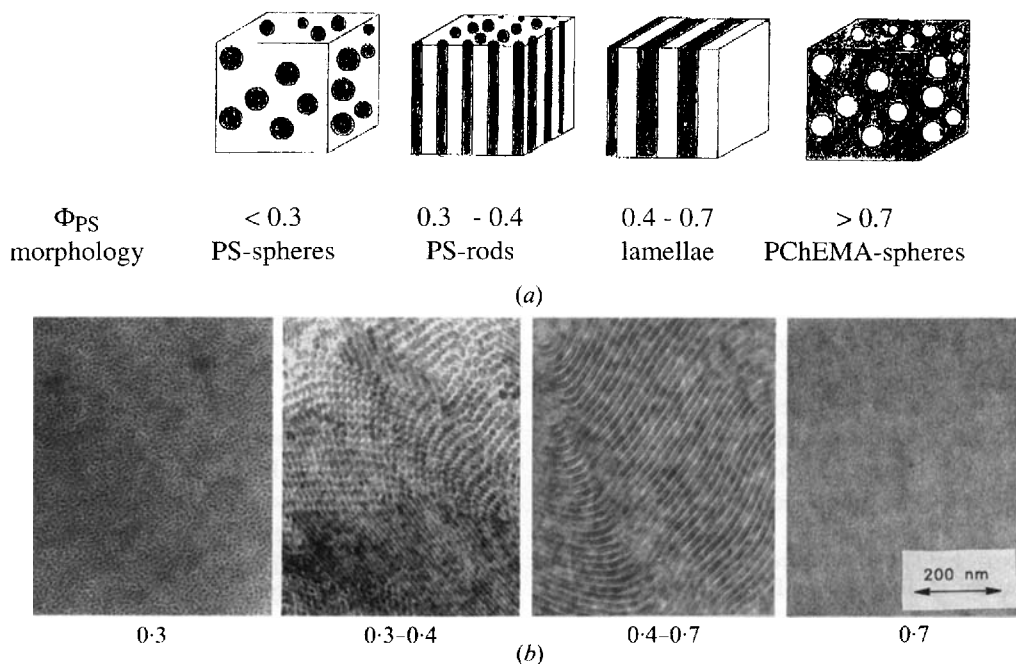 ΦPS < 0.3 0.3 - 0.4 0.4 - 0.7 > 0.7
morphology PS-spheres PS-rods lamellae PChEMA-spheres
(a)
200 nm
0·3 0·3–0·4 0·4–0·7 0·7
(b)